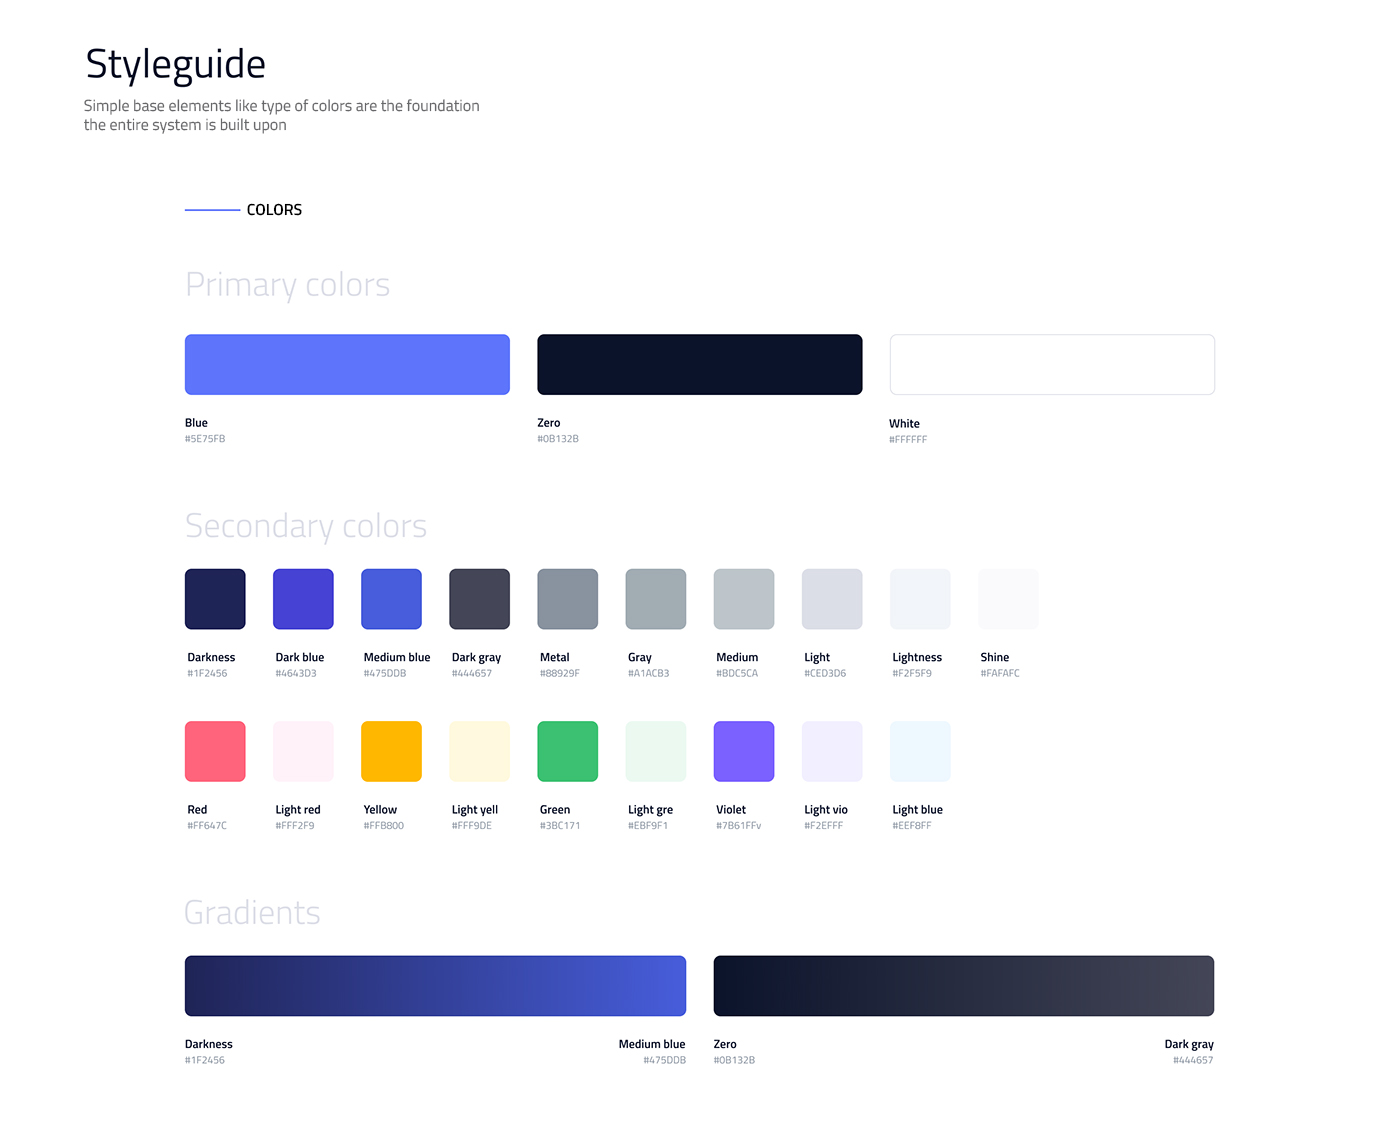 Styleguide
Simple base elements like type of colors are the foundation
the entire system is built upon
COLORS
Primary colors
Blue Zero White
#5E75FB #0B132B #FFFFFF
Secondary colors
Darkness Dark blue Medium blue Dark gray Metal Gray Medium Light Lightness Shine
#1F2456 #4643D3 #475DDB #444657 #88929F #A1ACB3 #BDC5CA #CED3D6 #F2F5F9 #FAFAFC
Red Light red Yellow Light yell Green Light gre Violet Light vio Light blue
#FF647C #FFF2F9 #FFB800 #FFF9DE #3BC171 #EBF9F1 #7B61FFv #F2EFFF #EEF8FF
Gradients
Darkness Medium blue Zero Dark gray
#1F2456 #475DDB #0B132B #444657